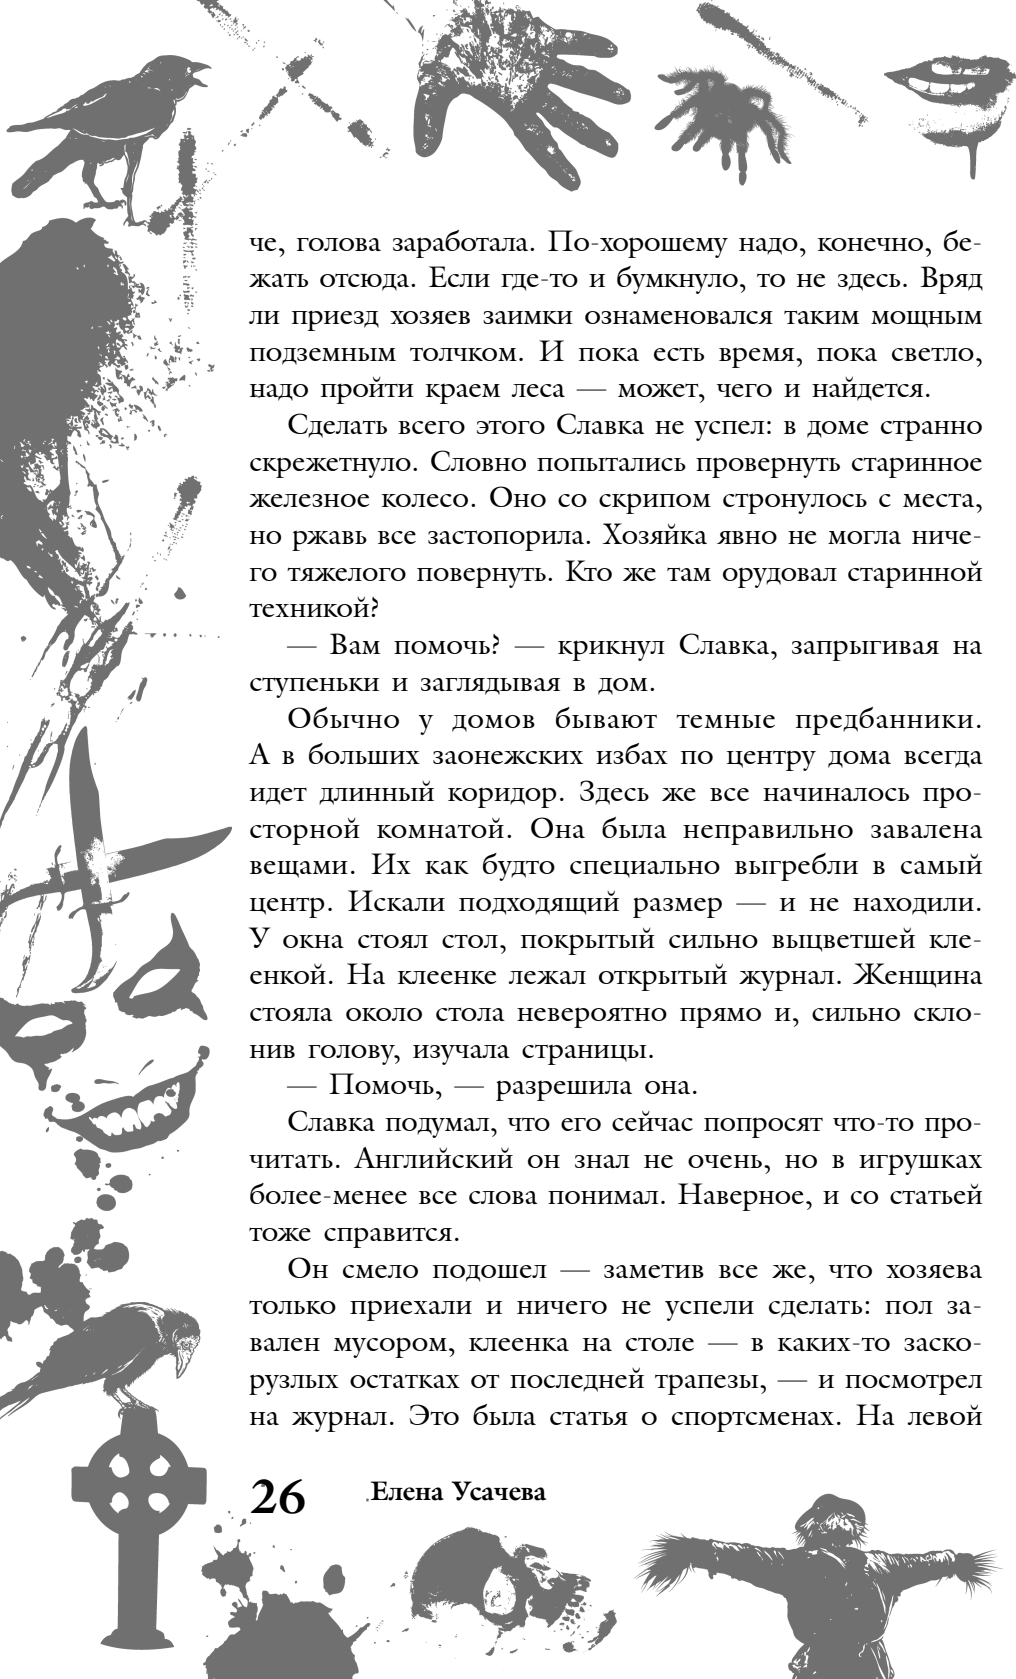 че, голова заработала. По-хорошему надо, конечно, бе-
жать отсюда. Если где-то и бумкнуло, то не здесь. Вряд
ли приезд хозяев заимки ознаменовался таким мощным
подземным толчком. И пока есть время, пока светло,
надо пройти краем леса — может, чего и найдется.
Сделать всего этого Славка не успел: в доме странно
скрежетнуло. Словно попытались провернуть старинное
железное колесо. Оно со скрипом стронулось с места,
но ржавь все застопорила. Хозяйка явно не могла ниче-
го тяжелого повернуть. Кто же там орудовал старинной
техникой?
— Вам помочь? — крикнул Славка, запрыгивая на
ступеньки и заглядывая в дом.
Обычно у домов бывают темные предбанники.
А в больших заонежских избах по центру дома всегда
идет длинный коридор. Здесь же все начиналось про-
сторной комнатой. Она была неправильно завалена
вещами. Их как будто специально выгребли в самый
центр. Искали подходящий размер — и не находили.
У окна стоял стол, покрытый сильно выцветшей кле-
енкой. На клеенке лежал открытый журнал. Женщина
стояла около стола невероятно прямо и, сильно скло-
нив голову, изучала страницы.
— Помочь, — разрешила она.
Славка подумал, что его сейчас попросят что-то про-
читать. Английский он знал не очень, но в игрушках
более-менее все слова понимал. Наверное, и со статьей
тоже справится.
Он смело подошел — заметив все же, что хозяева
только приехали и ничего не успели сделать: пол за-
вален мусором, клеенка на столе — в каких-то заско-
рузлых остатках от последней трапезы, — и посмотрел
на журнал. Это была статья о спортсменах. На левой
26 Елена Усачева